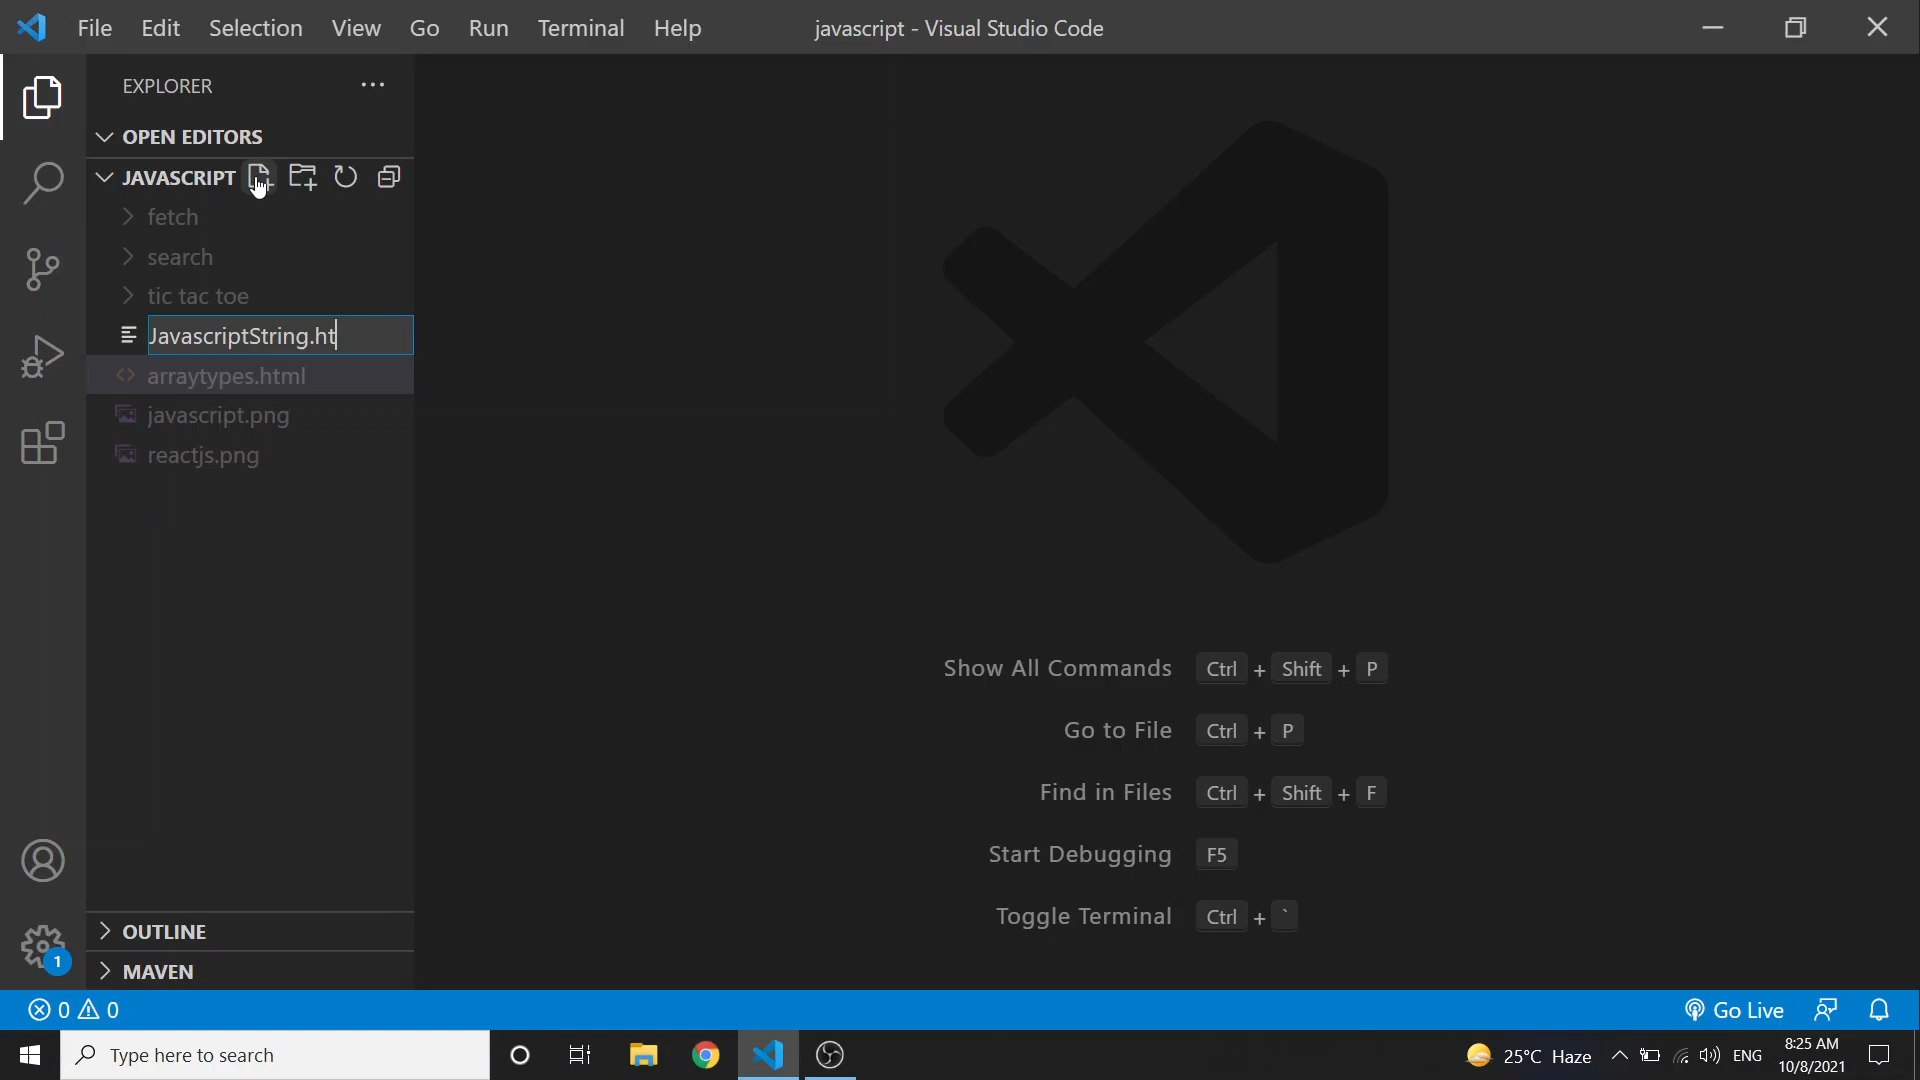 File Edit Selection View Go Run Terminal Help javascript - Visual Studio Code
EXPLORER
OPEN EDITORS
JAVASCRIPT
fetch
search
tic tac toe
JavascriptString.ht
arraytypes.html
javascript.png
reactjs.png
Show All Commands Ctrl + Shift + P
Go to File Ctrl + P
Find in Files Ctrl + Shift + F
Start Debugging F5
Toggle Terminal Ctrl + `
1
OUTLINE
MAVEN
0 0 Go Live
Type here to search 25°C Haze ENG
8:25 AM
10/8/2021